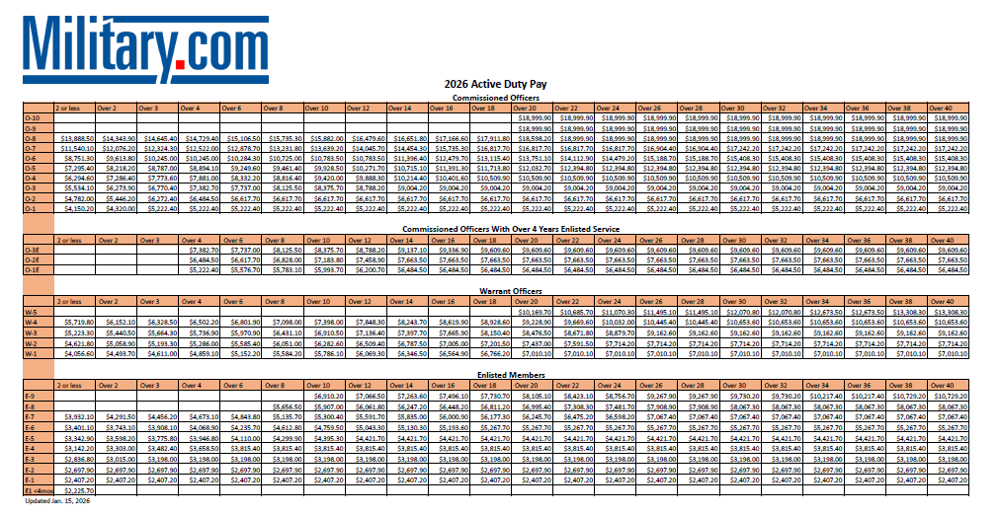 Military.com
2026 Active Duty Pay
Commissioned Officers
2 or less Over 2 Over 3 Over 4 Over 6 Over 8 Over 10 Over 12 Over 14 Over 16 Over 18 Over 20 Over 22 Over 24 Over 26 Over 28 Over 30 Over 32 Over 34 Over 36 Over 38 Over 40
O-10 $18,999.90 $18,999.90 $18,999.90 $18,999.90 $18,999.90 $18,999.90 $18,999.90 $18,999.90 $18,999.90 $18,999.90 $18,999.90
O-9 $18,999.90 $18,999.90 $18,999.90 $18,999.90 $18,999.90 $18,999.90 $18,999.90 $18,999.90 $18,999.90 $18,999.90 $18,999.90
O-8 $13,888.50 $14,343.90 $14,645.40 $14,729.40 $15,106.50 $15,735.30 $15,882.00 $16,479.60 $16,651.80 $17,166.60 $17,911.80 $18,598.20 $18,999.90 $18,999.90 $18,999.90 $18,999.90 $18,999.90 $18,999.90 $18,999.90 $18,999.90 $18,999.90 $18,999.90
O-7 $11,540.10 $12,076.20 $12,324.30 $12,522.00 $12,878.70 $13,231.80 $13,639.20 $14,045.70 $14,454.30 $15,735.30 $16,817.70 $16,817.70 $16,817.70 $16,817.70 $16,904.40 $16,904.40 $17,242.20 $17,242.20 $17,242.20 $17,242.20 $17,242.20 $17,242.20
O-6 $8,751.30 $9,613.80 $10,245.00 $10,245.00 $10,284.30 $10,725.00 $10,783.50 $10,783.50 $11,396.40 $12,479.70 $13,115.40 $13,751.10 $14,112.90 $14,479.20 $15,188.70 $15,188.70 $15,408.30 $15,408.30 $15,408.30 $15,408.30 $15,408.30 $15,408.30
O-5 $7,295.40 $8,218.20 $8,787.00 $8,894.10 $9,249.60 $9,461.40 $9,928.50 $10,271.70 $10,715.10 $11,391.30 $11,713.80 $12,032.70 $12,394.80 $12,394.80 $12,394.80 $12,394.80 $12,394.80 $12,394.80 $12,394.80 $12,394.80 $12,394.80 $12,394.80
O-4 $6,294.60 $7,286.40 $7,773.60 $7,881.00 $8,332.20 $8,816.40 $9,420.00 $9,888.30 $10,214.40 $10,401.60 $10,509.90 $10,509.90 $10,509.90 $10,509.90 $10,509.90 $10,509.90 $10,509.90 $10,509.90 $10,509.90 $10,509.90 $10,509.90 $10,509.90
O-3 $5,534.10 $6,273.90 $6,770.40 $7,382.70 $7,737.00 $8,125.50 $8,375.70 $8,788.20 $9,004.20 $9,004.20 $9,004.20 $9,004.20 $9,004.20 $9,004.20 $9,004.20 $9,004.20 $9,004.20 $9,004.20 $9,004.20 $9,004.20 $9,004.20 $9,004.20
O-2 $4,782.00 $5,446.20 $6,272.40 $6,484.50 $6,617.70 $6,617.70 $6,617.70 $6,617.70 $6,617.70 $6,617.70 $6,617.70 $6,617.70 $6,617.70 $6,617.70 $6,617.70 $6,617.70 $6,617.70 $6,617.70 $6,617.70 $6,617.70 $6,617.70 $6,617.70
O-1 $4,150.20 $4,320.00 $5,222.40 $5,222.40 $5,222.40 $5,222.40 $5,222.40 $5,222.40 $5,222.40 $5,222.40 $5,222.40 $5,222.40 $5,222.40 $5,222.40 $5,222.40 $5,222.40 $5,222.40 $5,222.40 $5,222.40 $5,222.40 $5,222.40 $5,222.40
Commissioned Officers With Over 4 Years Enlisted Service
2 or less Over 2 Over 3 Over 4 Over 6 Over 8 Over 10 Over 12 Over 14 Over 16 Over 18 Over 20 Over 22 Over 24 Over 26 Over 28 Over 30 Over 32 Over 34 Over 36 Over 38 Over 40
O-3E $7,382.70 $7,737.00 $8,125.50 $8,375.70 $8,788.20 $9,137.10 $9,336.90 $9,609.60 $9,609.60 $9,609.60 $9,609.60 $9,609.60 $9,609.60 $9,609.60 $9,609.60 $9,609.60 $9,609.60 $9,609.60 $9,609.60
O-2E $6,484.50 $6,617.70 $6,828.00 $7,183.80 $7,458.90 $7,663.50 $7,663.50 $7,663.50 $7,663.50 $7,663.50 $7,663.50 $7,663.50 $7,663.50 $7,663.50 $7,663.50 $7,663.50 $7,663.50 $7,663.50 $7,663.50
O-1E $5,222.40 $5,576.70 $5,783.10 $5,993.70 $6,200.70 $6,484.50 $6,484.50 $6,484.50 $6,484.50 $6,484.50 $6,484.50 $6,484.50 $6,484.50 $6,484.50 $6,484.50 $6,484.50 $6,484.50 $6,484.50 $6,484.50
Warrant Officers
2 or less Over 2 Over 3 Over 4 Over 6 Over 8 Over 10 Over 12 Over 14 Over 16 Over 18 Over 20 Over 22 Over 24 Over 26 Over 28 Over 30 Over 32 Over 34 Over 36 Over 38 Over 40
W-5 $10,169.70 $10,685.70 $11,070.30 $11,495.10 $11,495.10 $12,070.80 $12,070.80 $12,673.50 $12,673.50 $13,308.30 $13,308.30
W-4 $5,719.80 $6,152.10 $6,328.50 $6,502.20 $6,801.90 $7,098.00 $7,398.00 $7,848.30 $8,243.70 $8,619.90 $8,928.60 $9,228.90 $9,669.60 $10,032.00 $10,445.40 $10,445.40 $10,653.60 $10,653.60 $10,653.60 $10,653.60 $10,653.60 $10,653.60
W-3 $5,223.30 $5,440.50 $5,664.30 $5,736.90 $5,970.90 $6,431.10 $6,910.50 $7,136.40 $7,397.70 $7,665.90 $8,150.40 $8,476.50 $8,671.80 $8,879.70 $9,162.60 $9,162.60 $9,162.60 $9,162.60 $9,162.60 $9,162.60 $9,162.60 $9,162.60
W-2 $4,621.80 $5,058.90 $5,193.30 $5,286.00 $5,585.40 $6,051.00 $6,282.60 $6,509.40 $6,787.50 $7,005.00 $7,201.50 $7,437.00 $7,591.50 $7,714.20 $7,714.20 $7,714.20 $7,714.20 $7,714.20 $7,714.20 $7,714.20 $7,714.20 $7,714.20
W-1 $4,056.60 $4,493.70 $4,611.00 $4,859.10 $5,152.20 $5,584.20 $5,786.10 $6,069.30 $6,346.50 $6,564.90 $6,766.20 $7,010.10 $7,010.10 $7,010.10 $7,010.10 $7,010.10 $7,010.10 $7,010.10 $7,010.10 $7,010.10 $7,010.10 $7,010.10
Enlisted Members
2 or less Over 2 Over 3 Over 4 Over 6 Over 8 Over 10 Over 12 Over 14 Over 16 Over 18 Over 20 Over 22 Over 24 Over 26 Over 28 Over 30 Over 32 Over 34 Over 36 Over 38 Over 40
E-9 $6,910.20 $7,066.50 $7,263.60 $7,496.10 $7,730.70 $8,105.10 $8,423.10 $8,756.70 $9,267.90 $9,267.90 $9,730.20 $9,730.20 $10,217.40 $10,217.40 $10,729.20 $10,729.20
E-8 $5,656.50 $5,907.00 $6,061.80 $6,247.20 $6,448.20 $6,811.20 $6,995.40 $7,308.30 $7,481.70 $7,908.90 $7,908.90 $8,067.30 $8,067.30 $8,067.30 $8,067.30 $8,067.30 $8,067.30
E-7 $3,932.10 $4,291.50 $4,456.20 $4,673.10 $4,843.80 $5,135.70 $5,300.40 $5,591.70 $5,835.00 $6,000.90 $6,177.30 $6,245.70 $6,475.20 $6,598.20 $7,067.40 $7,067.40 $7,067.40 $7,067.40 $7,067.40 $7,067.40 $7,067.40 $7,067.40
E-6 $3,401.10 $3,743.10 $3,908.10 $4,068.90 $4,235.70 $4,612.80 $4,759.50 $5,043.30 $5,130.30 $5,193.60 $5,267.70 $5,267.70 $5,267.70 $5,267.70 $5,267.70 $5,267.70 $5,267.70 $5,267.70 $5,267.70 $5,267.70 $5,267.70 $5,267.70
E-5 $3,342.90 $3,598.20 $3,775.80 $3,946.80 $4,110.00 $4,299.90 $4,395.30 $4,421.70 $4,421.70 $4,421.70 $4,421.70 $4,421.70 $4,421.70 $4,421.70 $4,421.70 $4,421.70 $4,421.70 $4,421.70 $4,421.70 $4,421.70 $4,421.70 $4,421.70
E-4 $3,142.20 $3,303.00 $3,482.40 $3,658.50 $3,815.40 $3,815.40 $3,815.40 $3,815.40 $3,815.40 $3,815.40 $3,815.40 $3,815.40 $3,815.40 $3,815.40 $3,815.40 $3,815.40 $3,815.40 $3,815.40 $3,815.40 $3,815.40 $3,815.40 $3,815.40
E-3 $2,836.80 $3,015.00 $3,198.00 $3,198.00 $3,198.00 $3,198.00 $3,198.00 $3,198.00 $3,198.00 $3,198.00 $3,198.00 $3,198.00 $3,198.00 $3,198.00 $3,198.00 $3,198.00 $3,198.00 $3,198.00 $3,198.00 $3,198.00 $3,198.00 $3,198.00
E-2 $2,697.90 $2,697.90 $2,697.90 $2,697.90 $2,697.90 $2,697.90 $2,697.90 $2,697.90 $2,697.90 $2,697.90 $2,697.90 $2,697.90 $2,697.90 $2,697.90 $2,697.90 $2,697.90 $2,697.90 $2,697.90 $2,697.90 $2,697.90 $2,697.90 $2,697.90
E-1 $2,407.20 $2,407.20 $2,407.20 $2,407.20 $2,407.20 $2,407.20 $2,407.20 $2,407.20 $2,407.20 $2,407.20 $2,407.20 $2,407.20 $2,407.20 $2,407.20 $2,407.20 $2,407.20 $2,407.20 $2,407.20 $2,407.20 $2,407.20 $2,407.20 $2,407.20
E1 <4mou $2,225.70
Updated Jan. 15, 2026